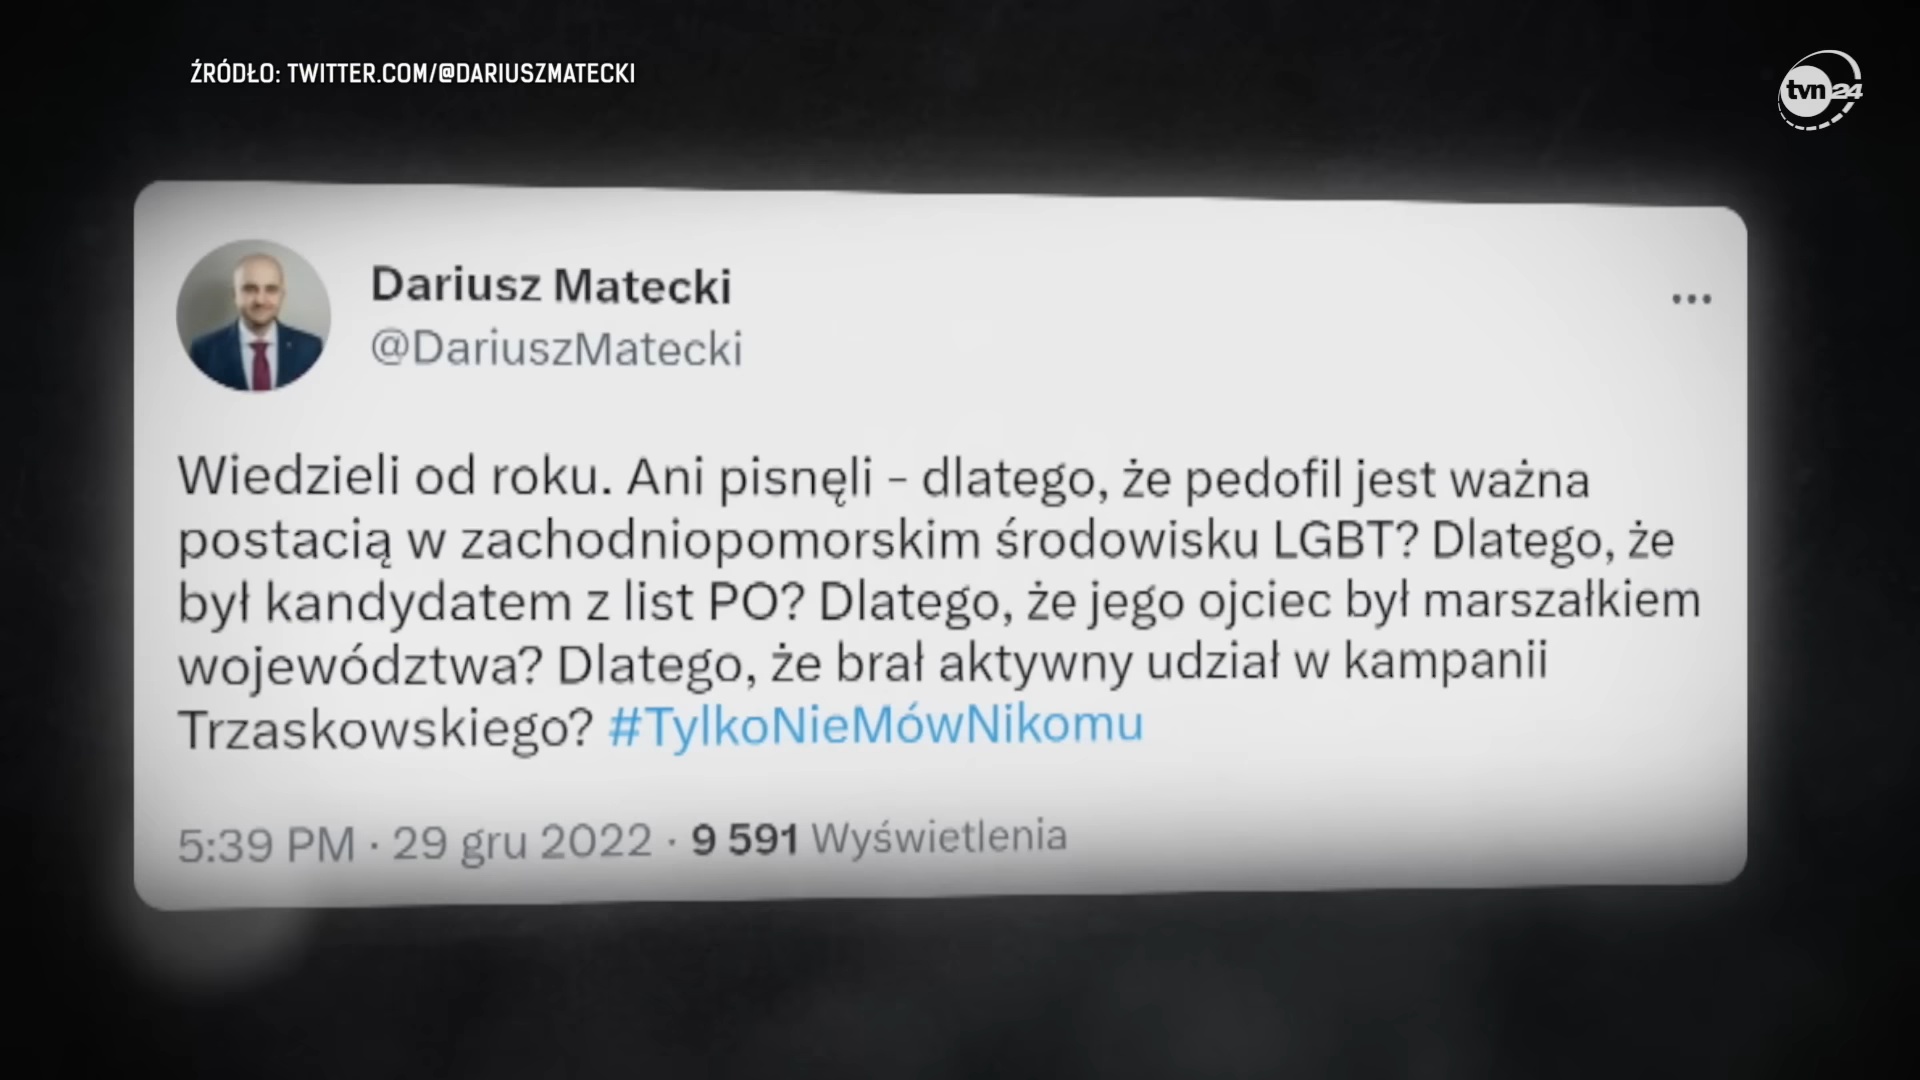 ŹRÓDŁO: TWITTER.COM/@DARIUSZMATECKI
tvn24
Dariusz Matecki
@DariuszMatecki
Wiedzieli od roku. Ani pisnęli - dlatego, że pedofil jest ważna
postacią w zachodniopomorskim środowisku LGBT? Dlatego, że
był kandydatem z list PO? Dlatego, że jego ojciec był marszałkiem
województwa? Dlatego, że brał aktywny udział w kampanii
Trzaskowskiego? #TylkoNieMówNikomu
5:39 PM · 29 gru 2022 · 9 591 Wyświetlenia